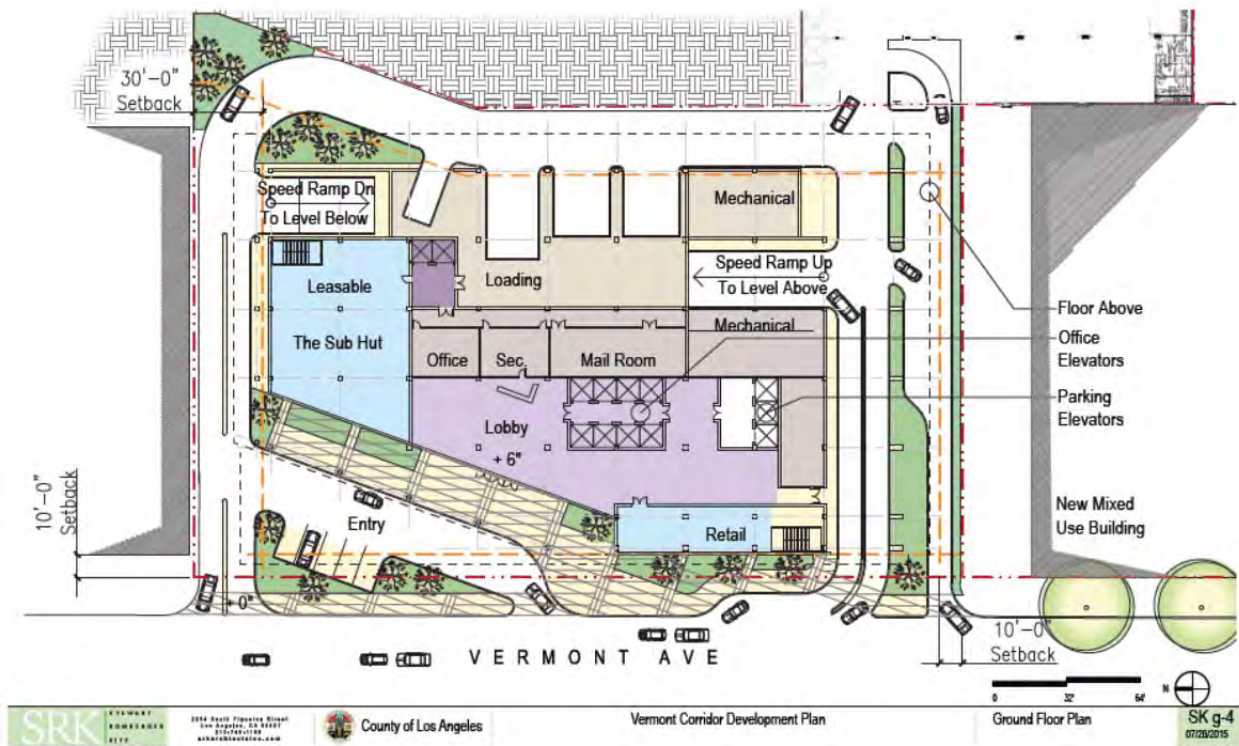 30'-0"
Setback
Speed Ramp Dn
To Level Below
Mechanical
Speed Ramp Up
To Level Above
Leasable
Loading
Floor Above
The Sub Hut
Mechanical
Office
Elevators
Office
Sec.
Mail Room
Parking
Elevators
Lobby
+ 6"
10'-0"
Setback
New Mixed
Use Building
Entry
Retail
+ 0"
10'-0"
Setback
VERMONT AVE
0 32' 64'
N
SRK
County of Los Angeles
Vermont Corridor Development Plan
Ground Floor Plan
SK g-4
07/28/2015